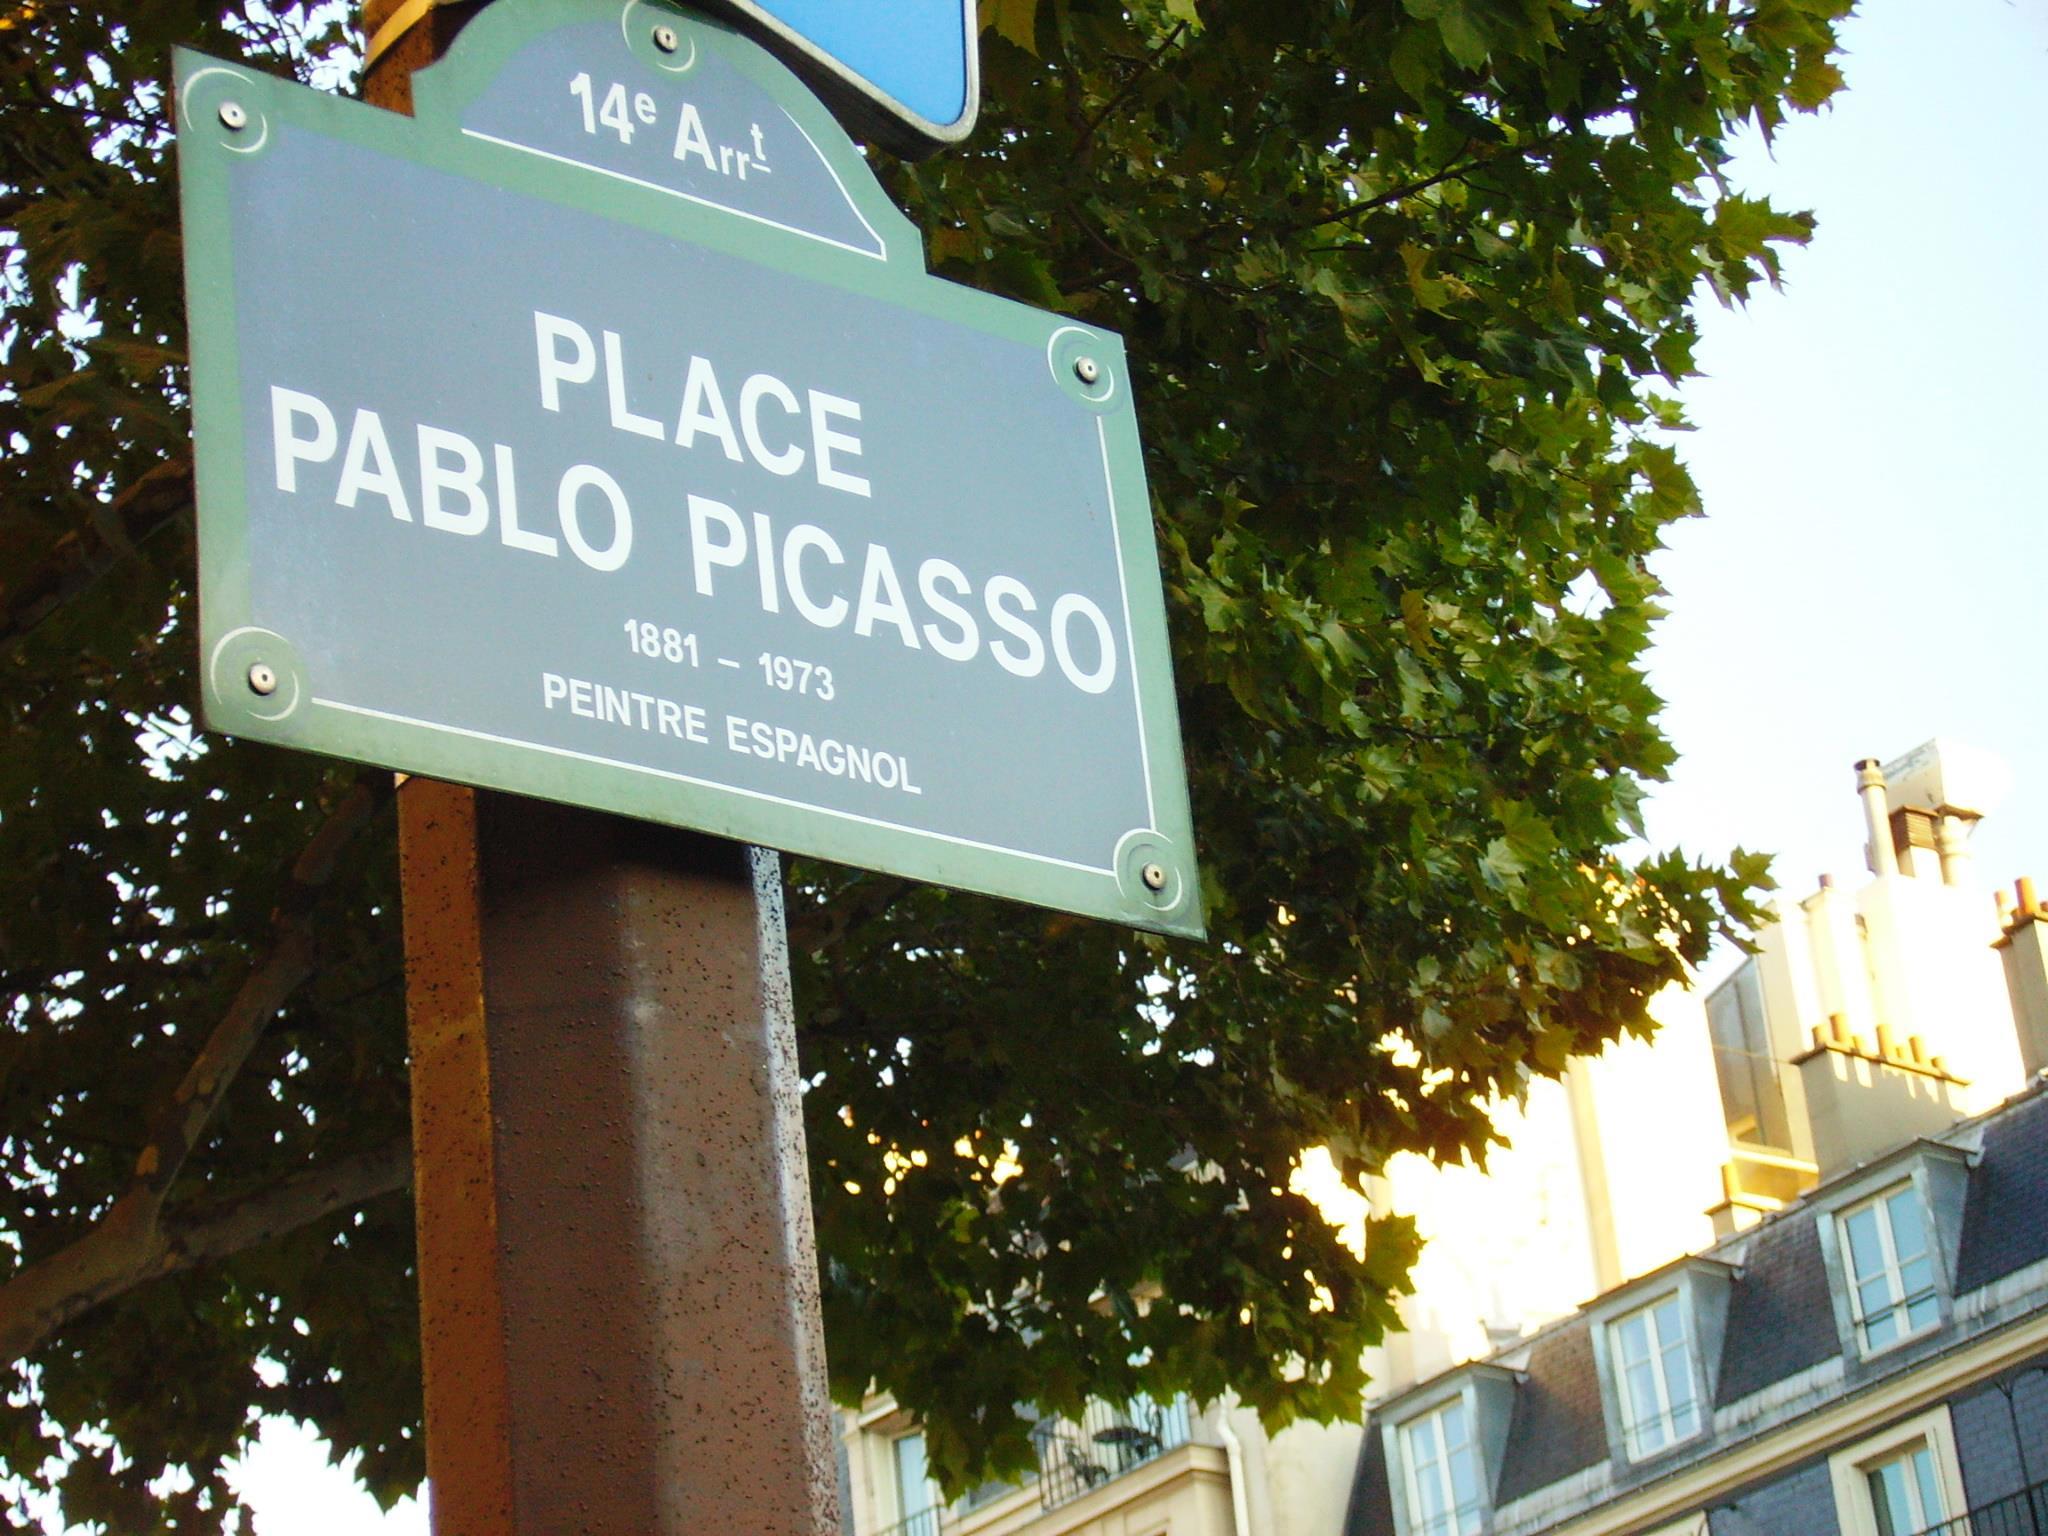 14e Arrt
PLACE
PABLO PICASSO
1881 – 1973
PEINTRE ESPAGNOL